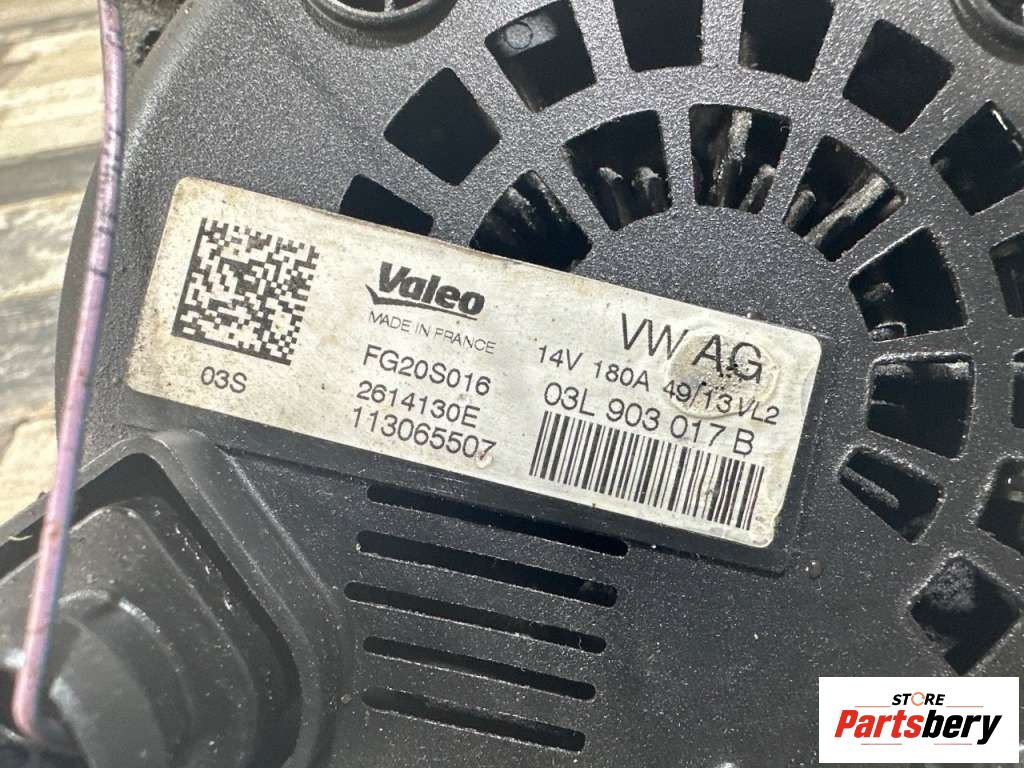 Valeo
MADE IN FRANCE
FG20S016
2614130E
113065507
03S
VW AG
14V 180A 49/13 VL2
03L 903 017 B
STORE
Partsbery